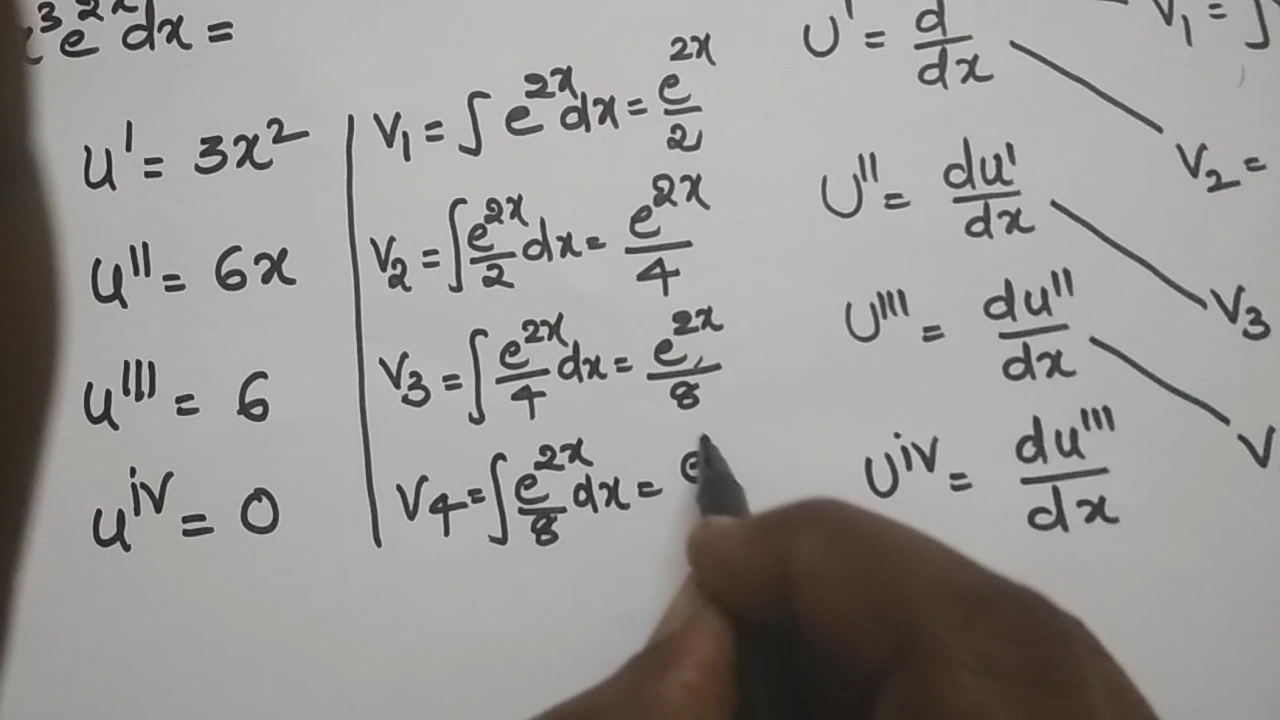 x³e²ˣdx =
u' = 3x² | V₁ = ∫ e²ˣdx = e²ˣ/2
u'' = 6x | V₂ = ∫ e²ˣ/2 dx = e²ˣ/4
u''' = 6 | V₃ = ∫ e²ˣ/4 dx = e²ˣ/8
uⁱᵛ = 0 | V₄ = ∫ e²ˣ/8 dx = e
U' = d/dx
V₁ = ∫
U'' = du'/dx
V₂ =
U''' = du''/dx
V₃
Uⁱᵛ = du'''/dx
V